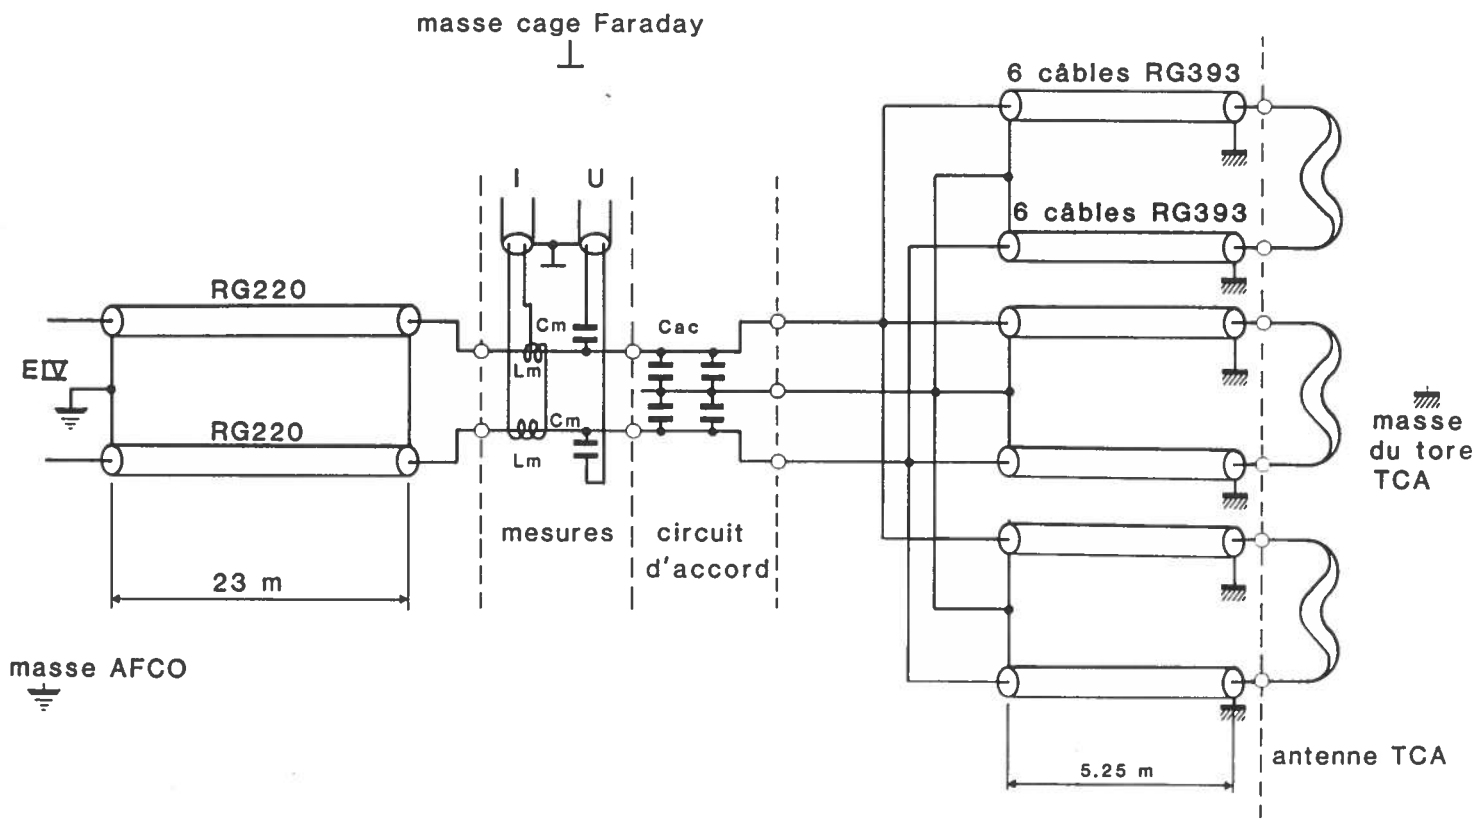 masse cage Faraday
6 câbles RG393
I U
6 câbles RG393
RG220
Cm
Cac
Lm
EIV
Cm
RG220
Lm
masse
du tore
TCA
mesures
circuit
d'accord
23 m
masse AFCO
antenne TCA
5.25 m